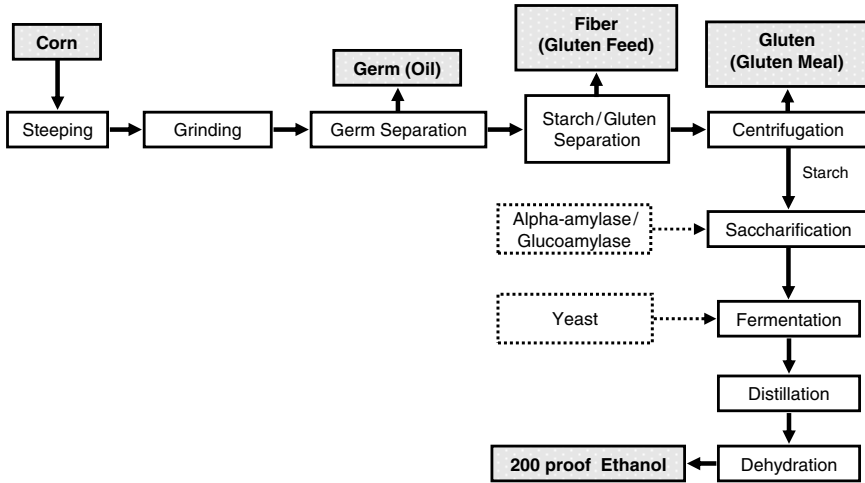 Corn
Germ (Oil)
Fiber
(Gluten Feed)
Gluten
(Gluten Meal)
Steeping
Grinding
Germ Separation
Starch/Gluten
Separation
Centrifugation
Starch
Alpha-amylase/
Glucoamylase
Saccharification
Yeast
Fermentation
Distillation
200 proof Ethanol
Dehydration